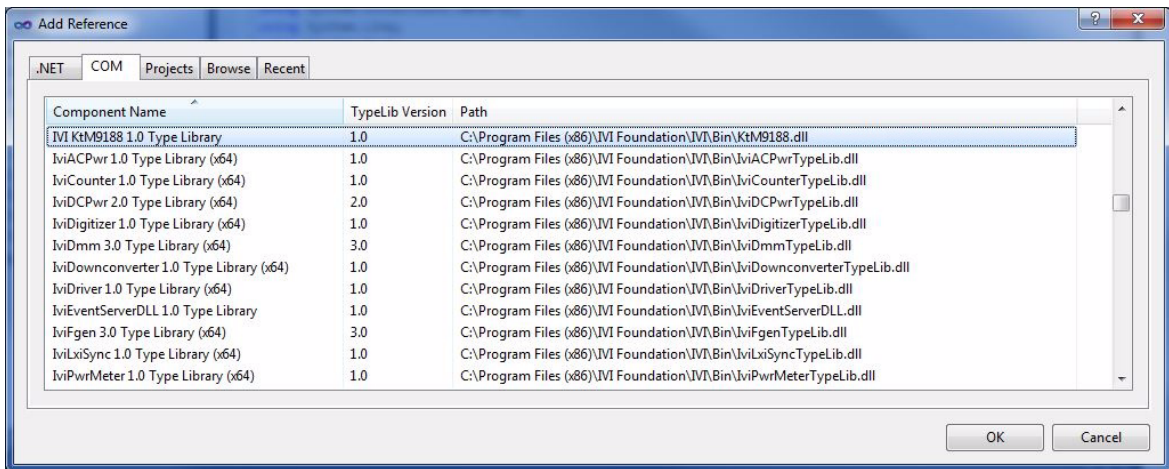 Add Reference
.NET COM Projects Browse Recent
Component Name TypeLib Version Path
IVI KtM9188 1.0 Type Library 1.0 C:\Program Files (x86)\IVI Foundation\IVI\Bin\KtM9188.dll
IviACPwr 1.0 Type Library (x64) 1.0 C:\Program Files (x86)\IVI Foundation\IVI\Bin\IviACPwrTypeLib.dll
IviCounter 1.0 Type Library (x64) 1.0 C:\Program Files (x86)\IVI Foundation\IVI\Bin\IviCounterTypeLib.dll
IviDCPwr 2.0 Type Library (x64) 2.0 C:\Program Files (x86)\IVI Foundation\IVI\Bin\IviDCPwrTypeLib.dll
IviDigitizer 1.0 Type Library (x64) 1.0 C:\Program Files (x86)\IVI Foundation\IVI\Bin\IviDigitizerTypeLib.dll
IviDmm 3.0 Type Library (x64) 3.0 C:\Program Files (x86)\IVI Foundation\IVI\Bin\IviDmmTypeLib.dll
IviDownconverter 1.0 Type Library (x64) 1.0 C:\Program Files (x86)\IVI Foundation\IVI\Bin\IviDownconverterTypeLib.dll
IviDriver 1.0 Type Library (x64) 1.0 C:\Program Files (x86)\IVI Foundation\IVI\Bin\IviDriverTypeLib.dll
IviEventServerDLL 1.0 Type Library 1.0 C:\Program Files (x86)\IVI Foundation\IVI\Bin\IviEventServerDLL.dll
IviFgen 3.0 Type Library (x64) 3.0 C:\Program Files (x86)\IVI Foundation\IVI\Bin\IviFgenTypeLib.dll
IviLxiSync 1.0 Type Library (x64) 1.0 C:\Program Files (x86)\IVI Foundation\IVI\Bin\IviLxiSyncTypeLib.dll
IviPwrMeter 1.0 Type Library (x64) 1.0 C:\Program Files (x86)\IVI Foundation\IVI\Bin\IviPwrMeterTypeLib.dll
OK Cancel